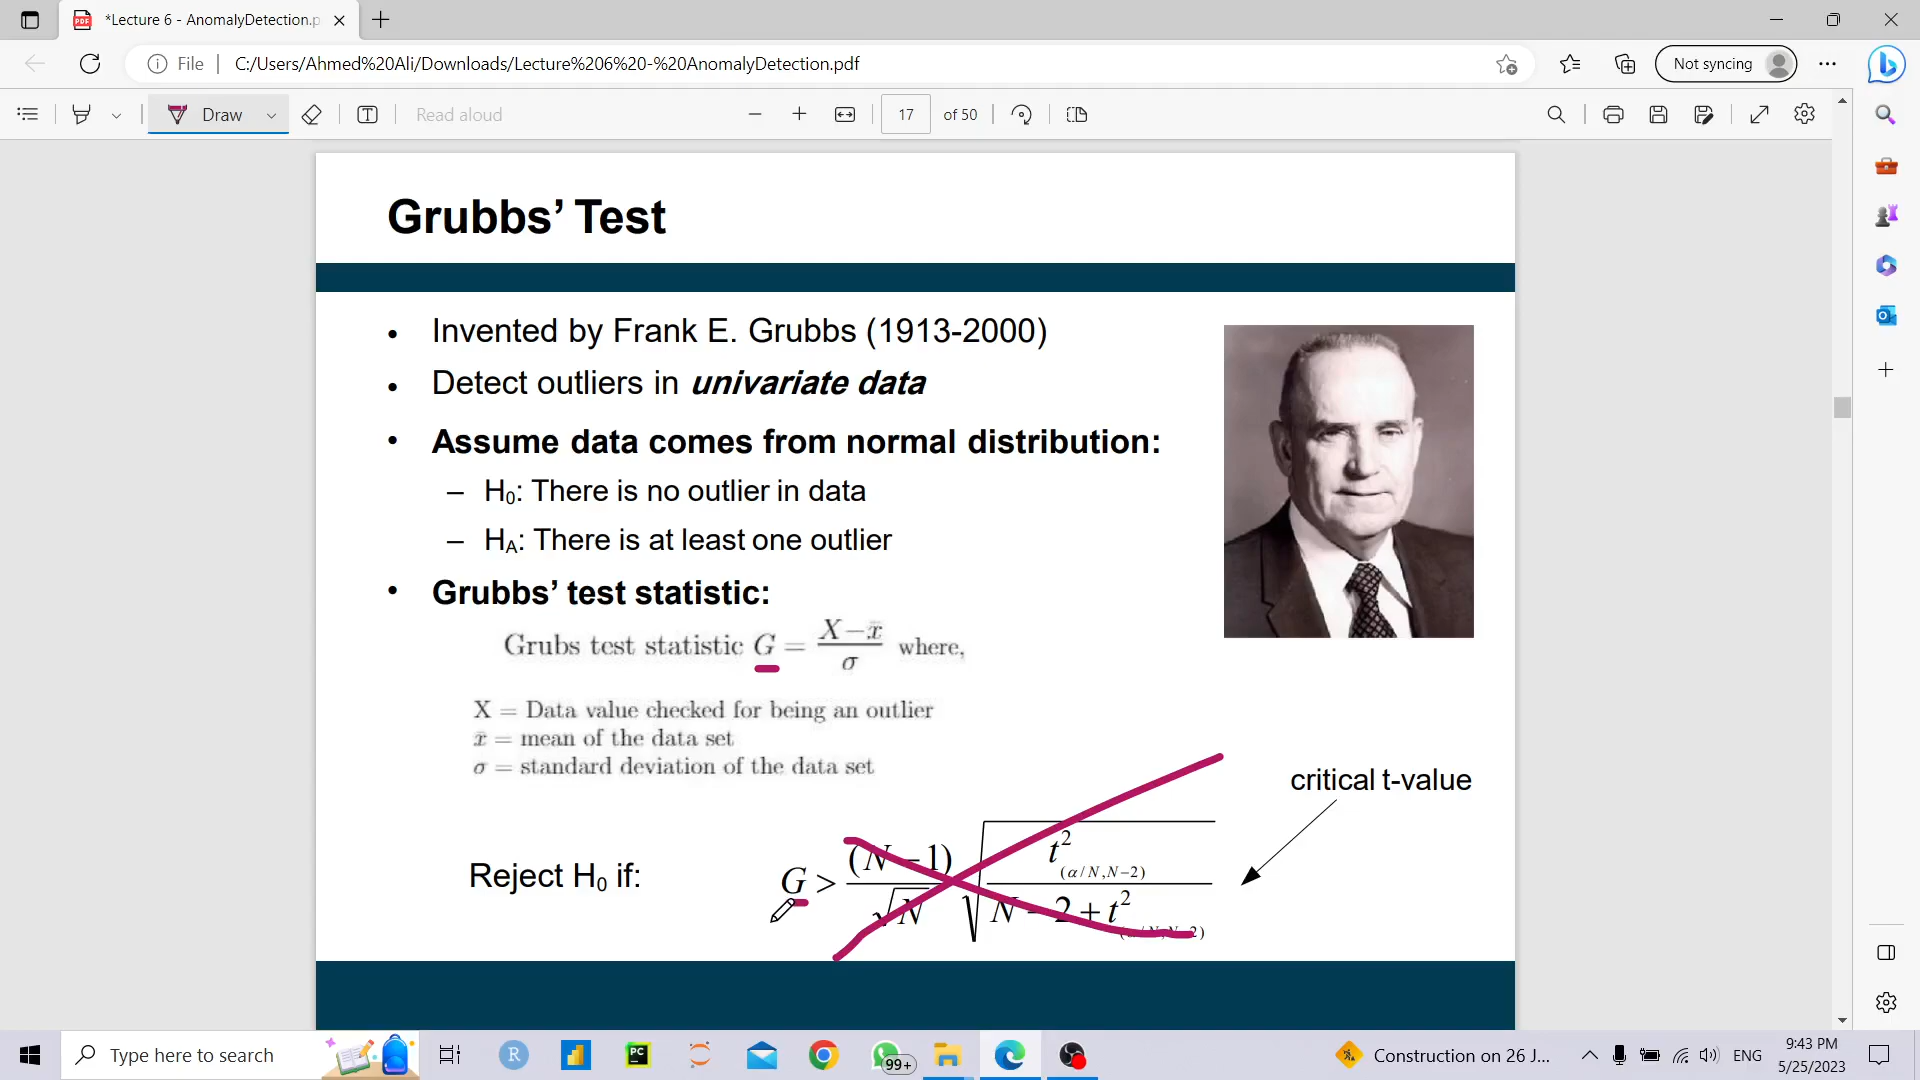 *Lecture 6 - AnomalyDetection.p
File
C:/Users/Ahmed%20Ali/Downloads/Lecture%206%20-%20AnomalyDetection.pdf
Not syncing
Draw
Read aloud
17 of 50
Grubbs’ Test
• Invented by Frank E. Grubbs (1913-2000)
• Detect outliers in univariate data
• Assume data comes from normal distribution:
– H₀: There is no outlier in data
– H_A: There is at least one outlier
• Grubbs’ test statistic:
Grubs test statistic G = (X−x̄)/σ where,
X = Data value checked for being an outlier
x̄ = mean of the data set
σ = standard deviation of the data set
critical t-value
Reject H₀ if: G > (N−1)/√N √(t²_(α/N,N−2) / (N−2+t²_(α/N,N−2)))
Type here to search
R
PC
99+
Construction on 26 J...
ENG
9:43 PM
5/25/2023